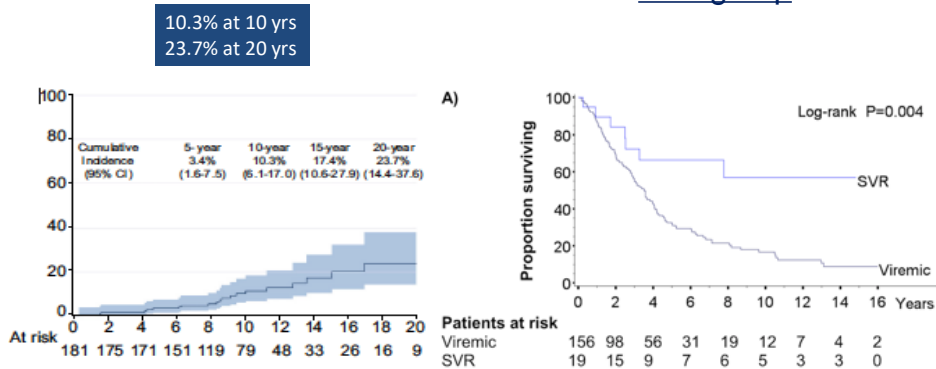 10.3% at 10 yrs
23.7% at 20 yrs
100
80
60
40
20
0
Cumulative 5-year 10-year 15-year 20-year
Incidence 3.4% 10.3% 17.4% 23.7%
(95% CI) (1.6-7.5) (6.1-17.0) (10.6-27.9) (14.4-37.6)
0 2 4 6 8 10 12 14 16 18 20
At risk
181 175 171 151 119 79 48 33 26 16 9
A)
Log-rank P=0.004
Proportion surviving
100
80
60
40
20
0
SVR
Viremic
0 2 4 6 8 10 12 14 16 Years
Patients at risk
Viremic 156 98 56 31 19 12 7 4 2
SVR 19 15 9 7 6 5 3 3 0